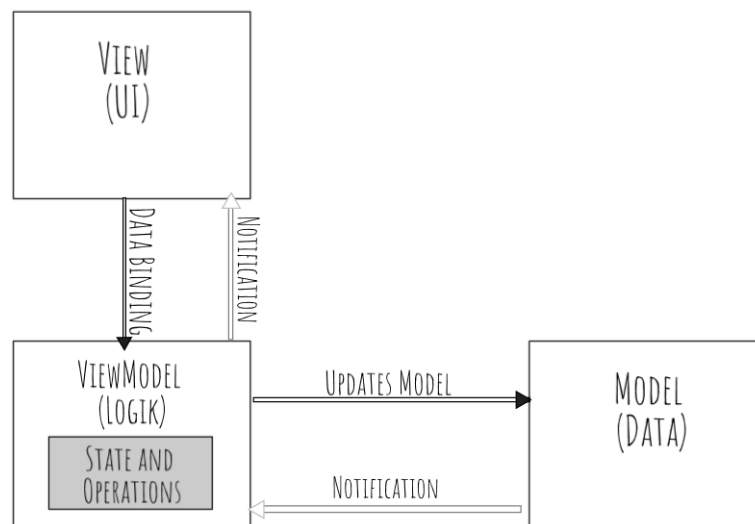 View
(UI)
Data Binding
Notification
ViewModel
(Logik)
State and
Operations
Updates Model
Notification
Model
(Data)